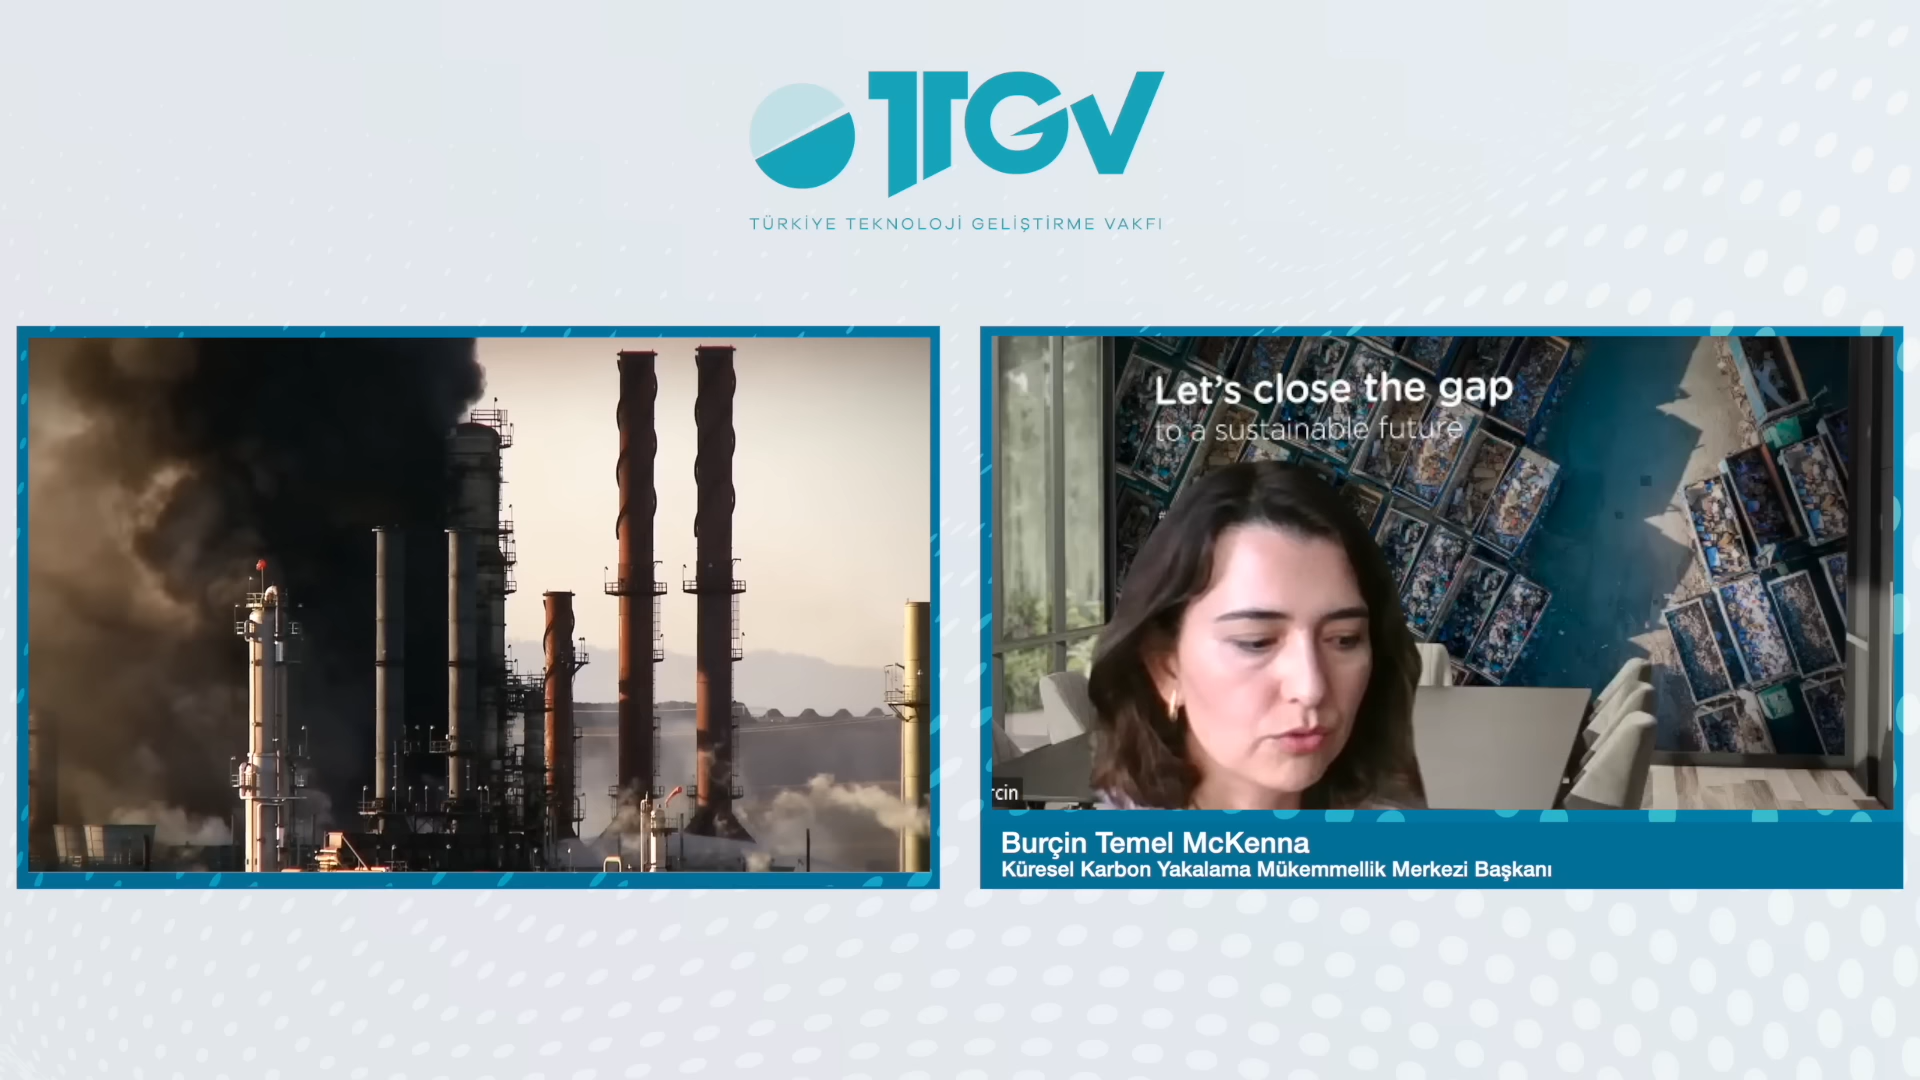 TTGV
TÜRKİYE TEKNOLOJİ GELİŞTİRME VAKFI
Let's close the gap
to a sustainable future
rcin
Burçin Temel McKenna
Küresel Karbon Yakalama Mükemmellik Merkezi Başkanı